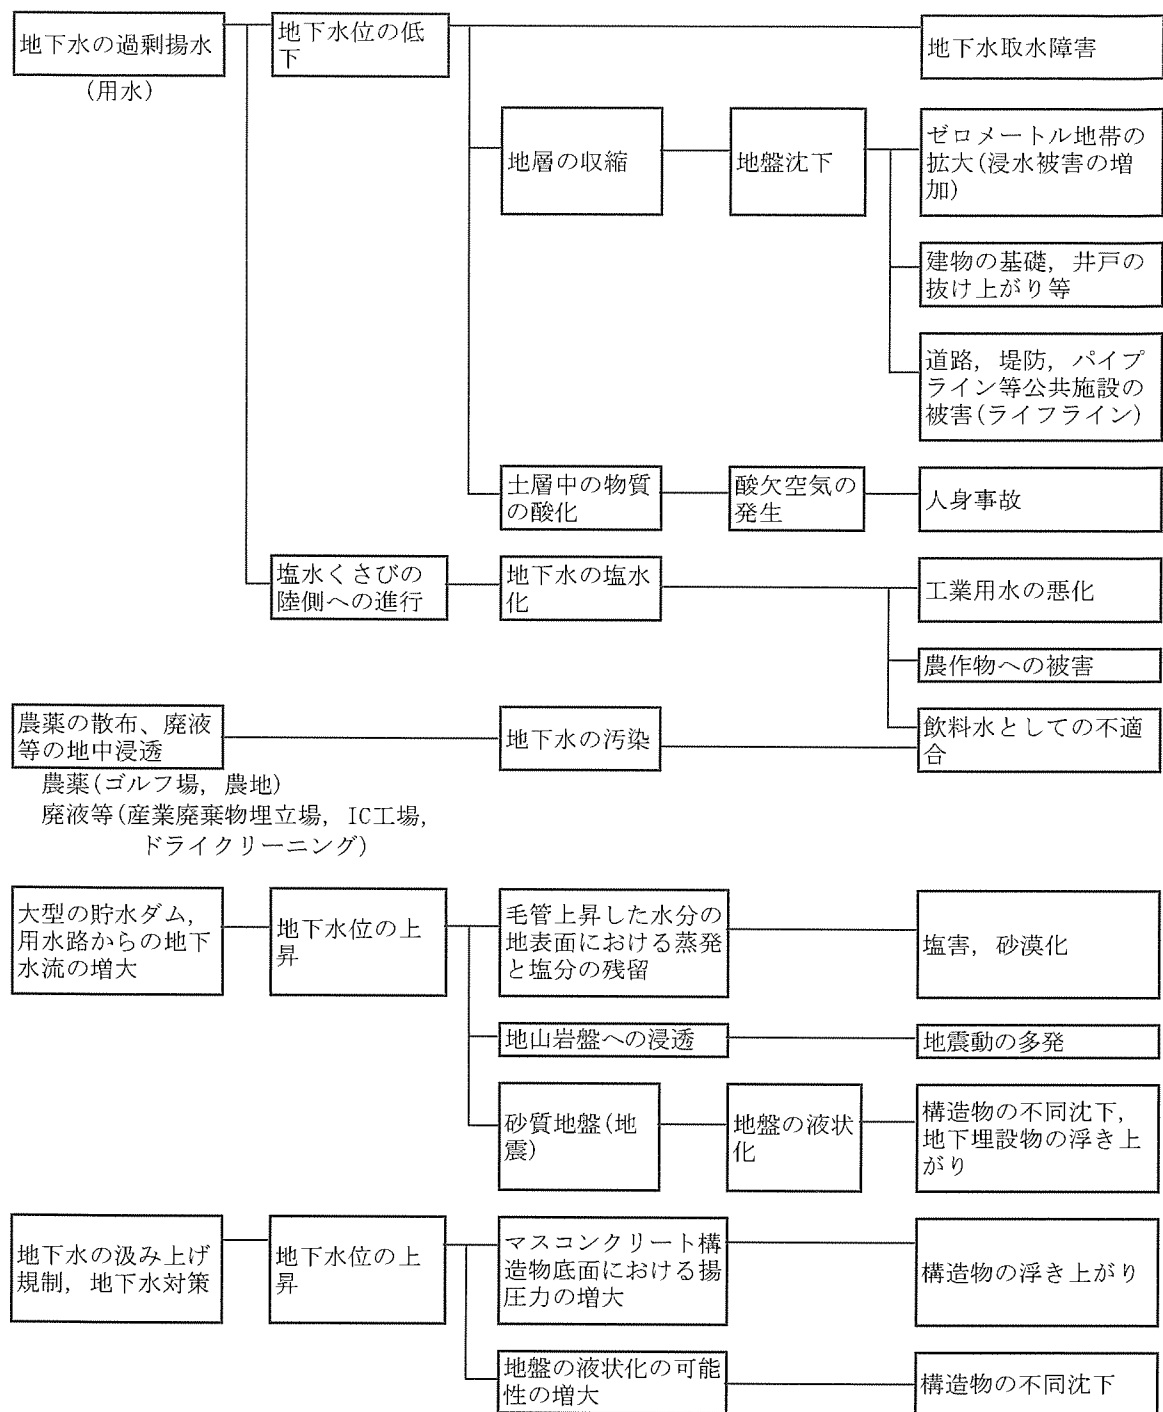 地下水の過剰揚水
(用水)
地下水位の低
下
地下水取水障害
地層の収縮
地盤沈下
ゼロメートル地帯の
拡大(浸水被害の増
加)
建物の基礎, 井戸の
抜け上がり等
道路, 堤防, パイプ
ライン等公共施設の
被害(ライフライン)
土層中の物質
の酸化
酸欠空気の
発生
人身事故
塩水くさびの
陸側への進行
地下水の塩水
化
工業用水の悪化
農作物への被害
飲料水としての不適
合
農薬の散布、廃液
等の地中浸透
農薬(ゴルフ場, 農地)
廃液等(産業廃棄物埋立場, IC工場,
ドライクリーニング)
地下水の汚染
大型の貯水ダム,
用水路からの地下
水流の増大
地下水位の上
昇
毛管上昇した水分の
地表面における蒸発
と塩分の残留
塩害, 砂漠化
地山岩盤への浸透
地震動の多発
砂質地盤(地
震)
地盤の液状
化
構造物の不同沈下,
地下埋設物の浮き上
がり
地下水の汲み上げ
規制, 地下水対策
地下水位の上
昇
マスコンクリート構
造物底面における揚
圧力の増大
構造物の浮き上がり
地盤の液状化の可能
性の増大
構造物の不同沈下